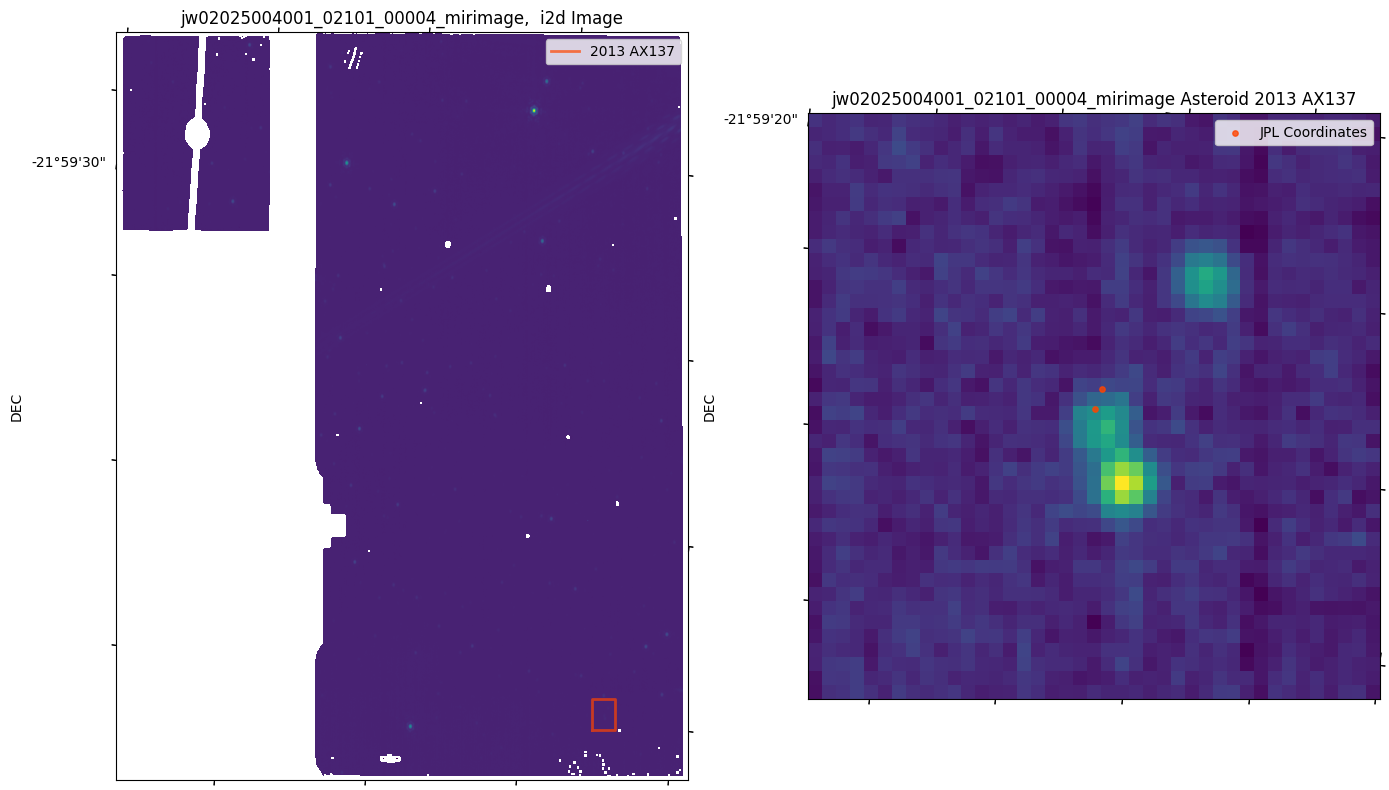 jw02025004001_02101_00004_mirimage,  i2d Image
2013 AX137
-21°59'30"
DEC
jw02025004001_02101_00004_mirimage Asteroid 2013 AX137
-21°59'20"
JPL Coordinates
DEC